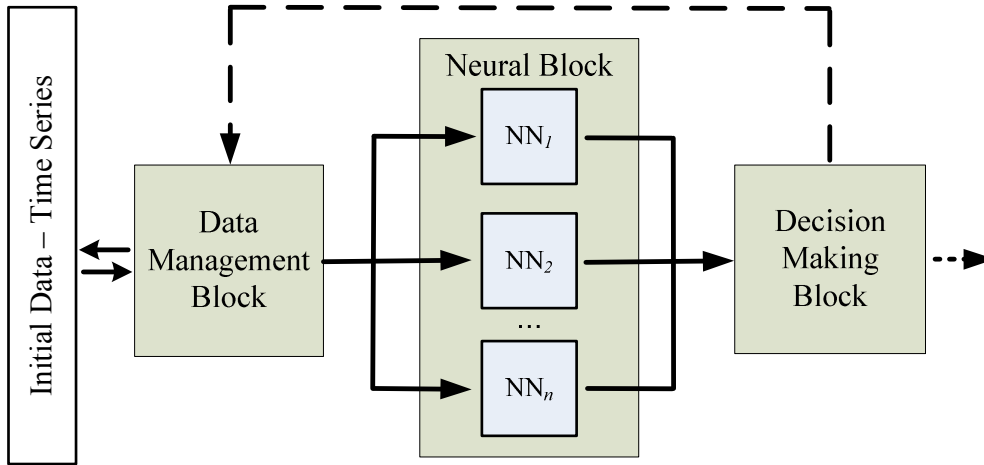 Initial Data – Time Series
Data
Management
Block
Neural Block
NN1
NN2
...
NNn
Decision
Making
Block